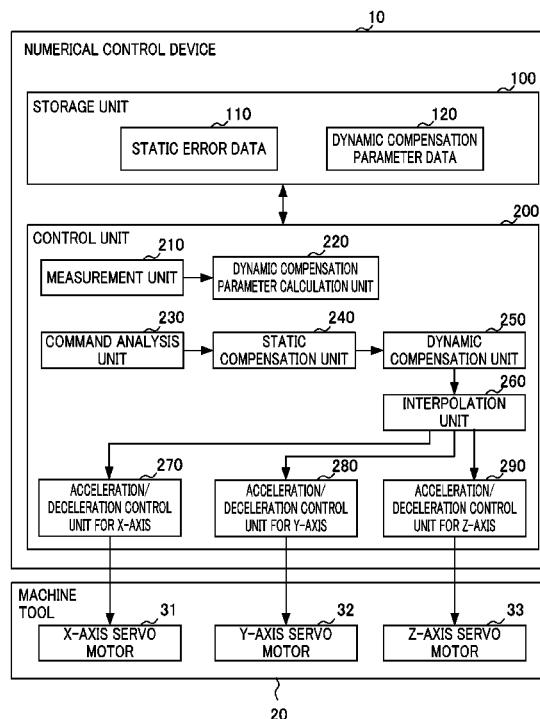 10
NUMERICAL CONTROL DEVICE
100
STORAGE UNIT
110
120
STATIC ERROR DATA
DYNAMIC COMPENSATION
PARAMETER DATA
200
CONTROL UNIT
210
220
MEASUREMENT UNIT
DYNAMIC COMPENSATION
PARAMETER CALCULATION UNIT
230
240
250
COMMAND ANALYSIS
UNIT
STATIC
COMPENSATION UNIT
DYNAMIC
COMPENSATION UNIT
260
INTERPOLATION
UNIT
270
280
290
ACCELERATION/
DECELERATION CONTROL
UNIT FOR X-AXIS
ACCELERATION/
DECELERATION CONTROL
UNIT FOR Y-AXIS
ACCELERATION/
DECELERATION CONTROL
UNIT FOR Z-AXIS
MACHINE
TOOL
31
32
33
X-AXIS SERVO
MOTOR
Y-AXIS SERVO
MOTOR
Z-AXIS SERVO
MOTOR
20